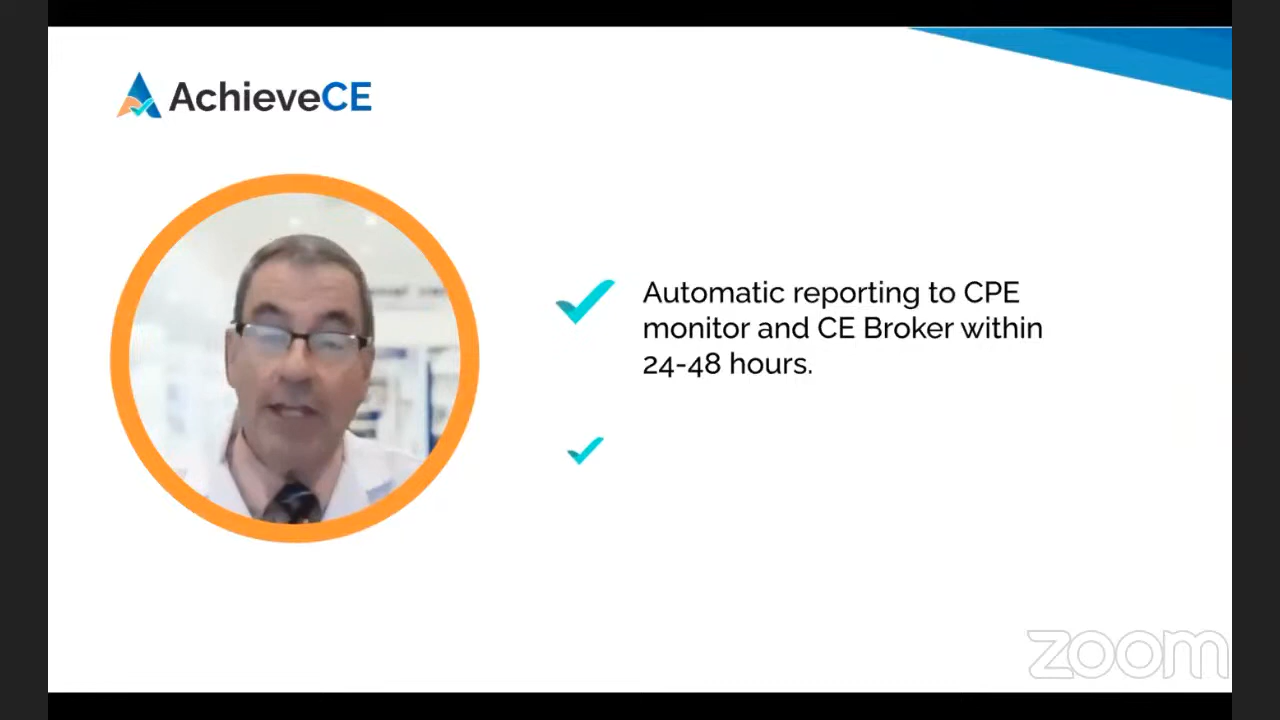 AchieveCE
Automatic reporting to CPE
monitor and CE Broker within
24-48 hours.
zoom